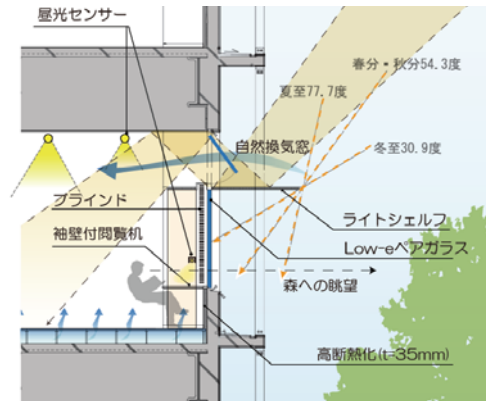 昼光センサー
春分・秋分54.3度
夏至77.7度
自然換気窓
冬至30.9度
ブラインド
ライトシェルフ
袖壁付閲覧机
Low-eペアガラス
森への眺望
高断熱化(t=35mm)